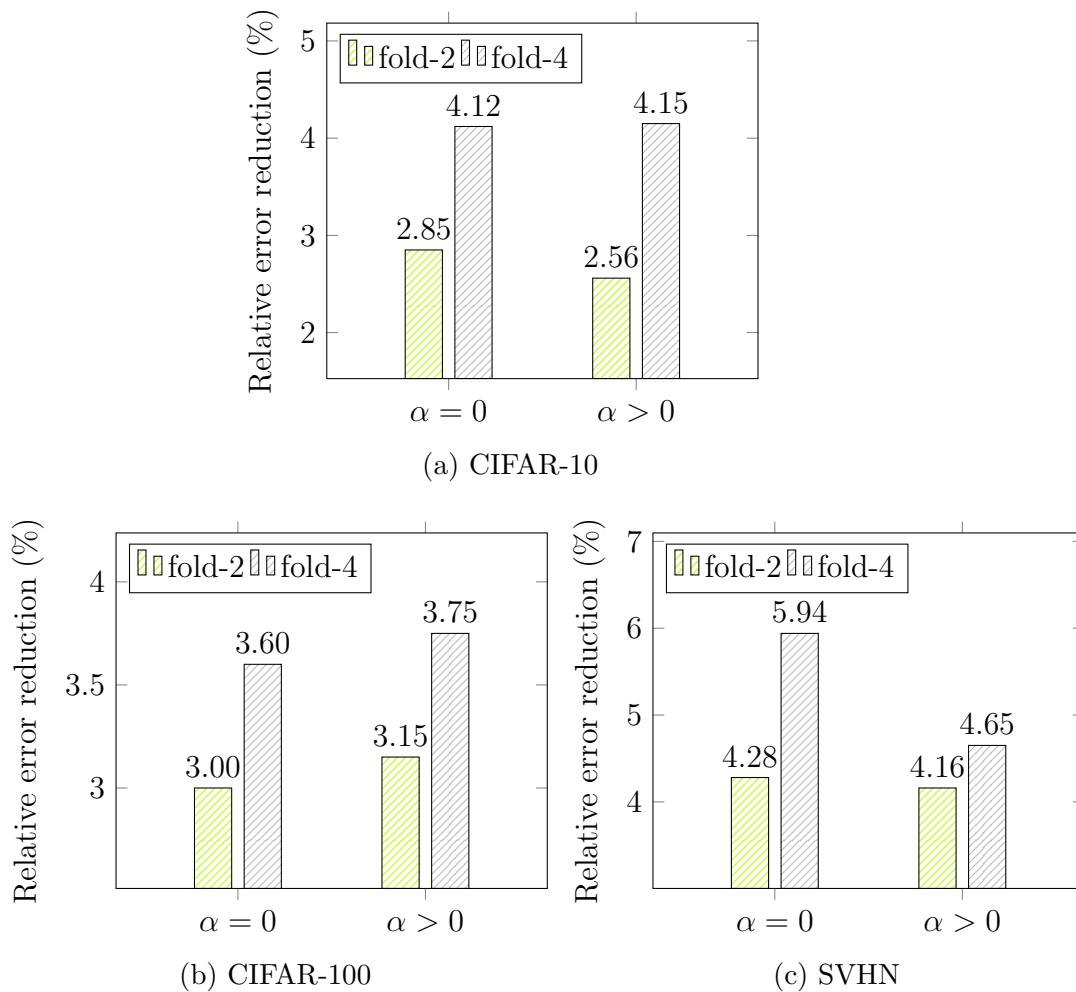 Relative error reduction (%)
5
4
3
2
fold-2 fold-4
2.85 4.12 2.56 4.15
α = 0 α > 0
(a) CIFAR-10
Relative error reduction (%)
4
3.5
3
fold-2 fold-4
3.00 3.60 3.15 3.75
α = 0 α > 0
(b) CIFAR-100
Relative error reduction (%)
7
6
5
4
fold-2 fold-4
4.28 5.94 4.16 4.65
α = 0 α > 0
(c) SVHN